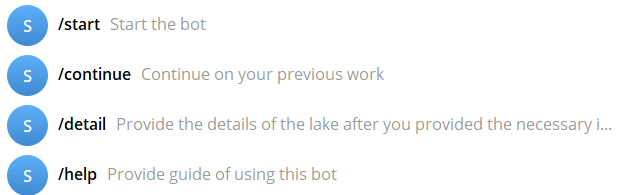 S /start Start the bot
S /continue Continue on your previous work
S /detail Provide the details of the lake after you provided the necessary i...
S /help Provide guide of using this bot